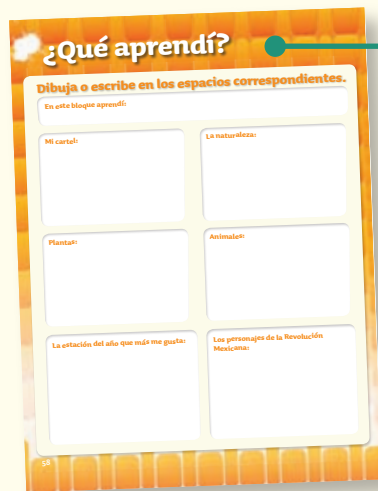 ¿Qué aprendí?
Dibuja o escribe en los espacios correspondientes.
En este bloque aprendí:
Mi cartel:
La naturaleza:
Plantas:
Animales:
La estación del año que más me gusta:
Los personajes de la Revolución
Mexicana:
58